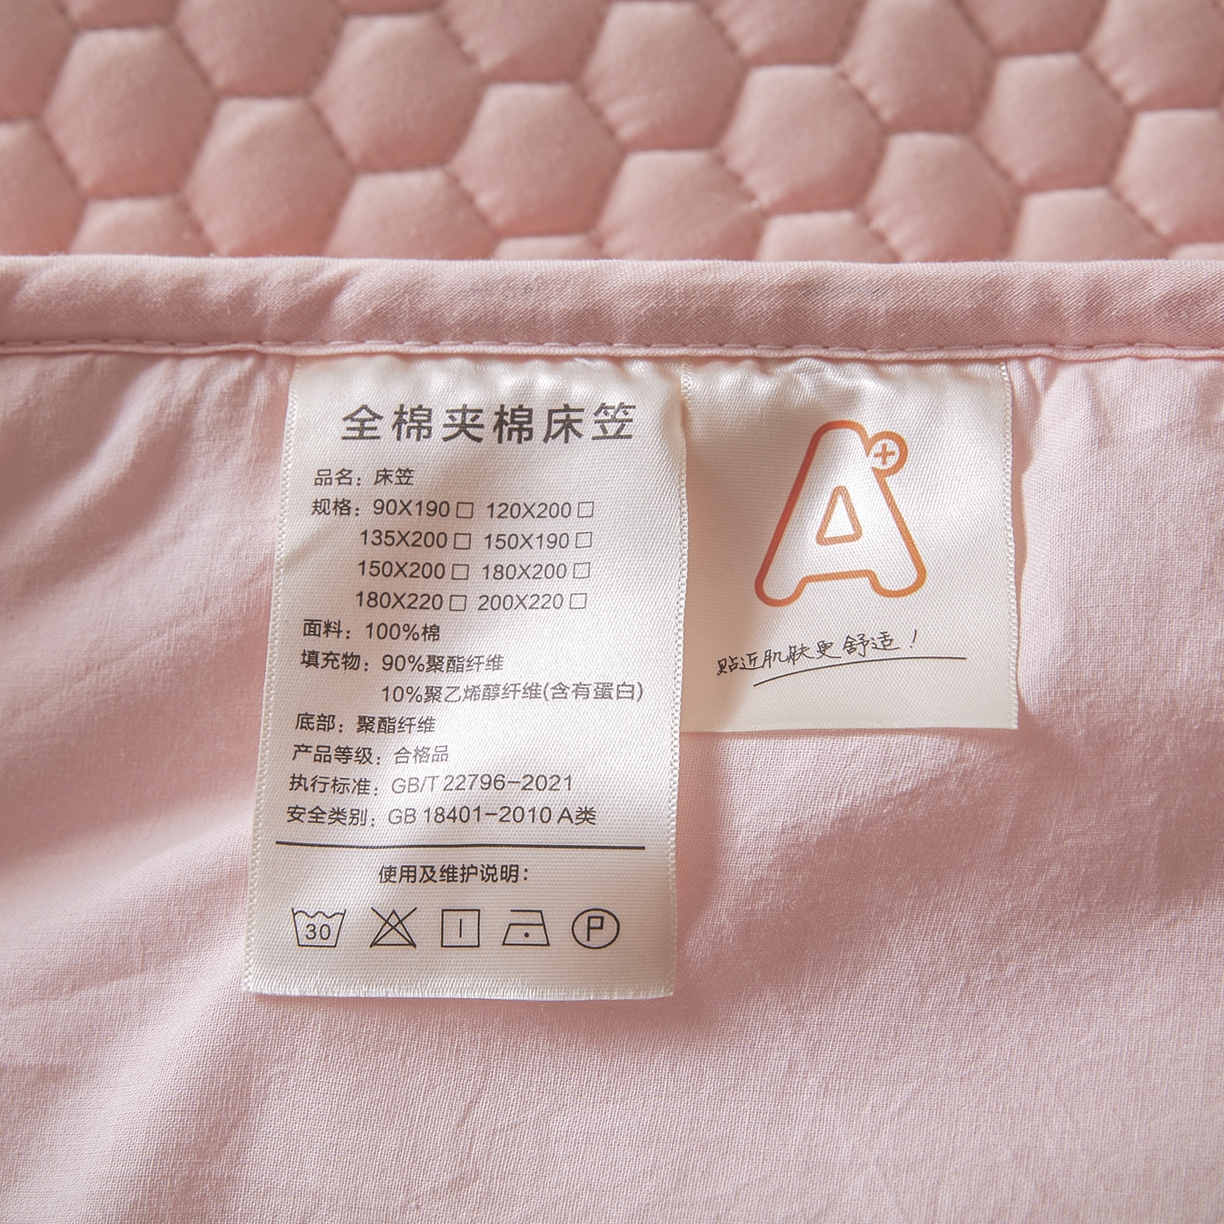 全棉夹棉床笠
品名：床笠
规格：90X190□ 120X200□
135X200□ 150X190□
150X200□ 180X200□
180X220□ 200X220□
面料：100%棉
填充物：90%聚酯纤维
10%聚乙烯醇纤维(含有蛋白)
底部：聚酯纤维
产品等级：合格品
执行标准：GB/T 22796-2021
安全类别：GB 18401-2010 A类
使用及维护说明：
30
P
A+
贴近肌肤更舒适！